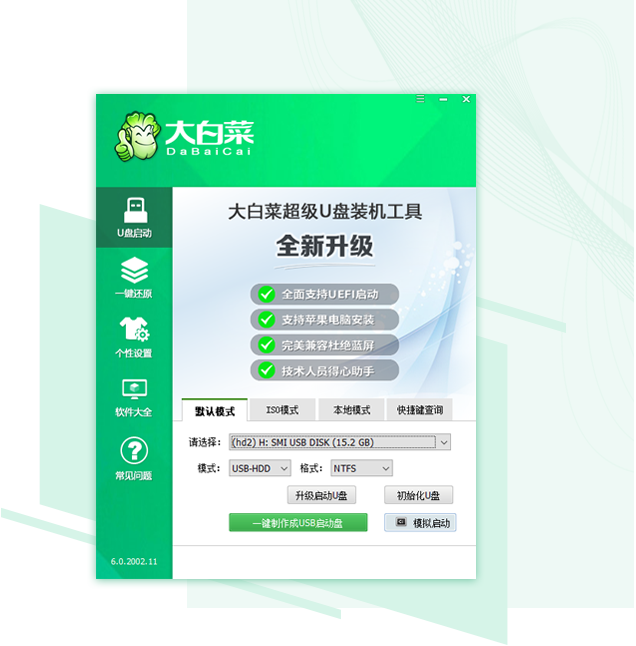 大白菜
DaBaiCai
U盘启动
一键还原
个性设置
软件大全
常见问题
6.0.2002.11
大白菜超级U盘装机工具
全新升级
全面支持UEFI启动
支持苹果电脑安装
完美兼容杜绝蓝屏
技术人员得心助手
默认模式 ISO模式 本地模式 快捷键查询
请选择: (hd2) H: SMI USB DISK (15.2 GB)
模式: USB-HDD 格式: NTFS
升级启动U盘 初始化U盘
一键制作成USB启动盘 模拟启动